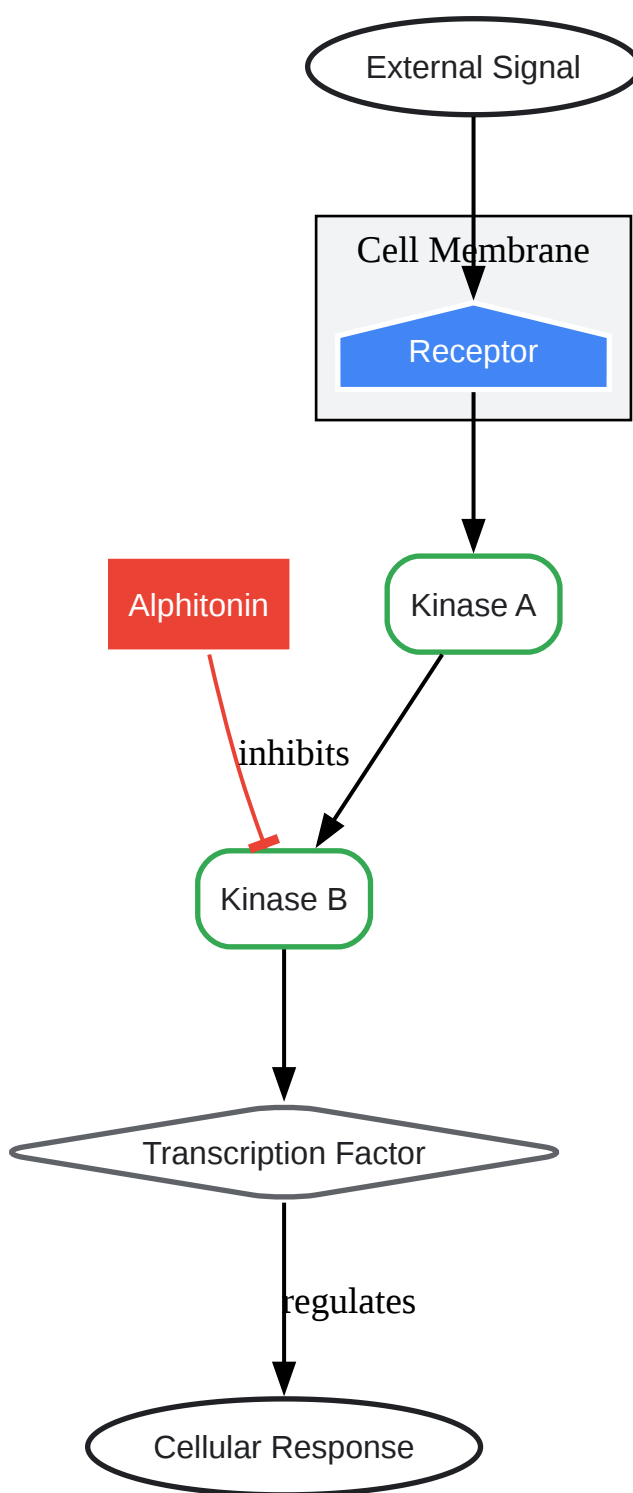 External Signal
Cell Membrane
Receptor
Alphitonin
Kinase A
inhibits
Kinase B
Transcription Factor
regulates
Cellular Response